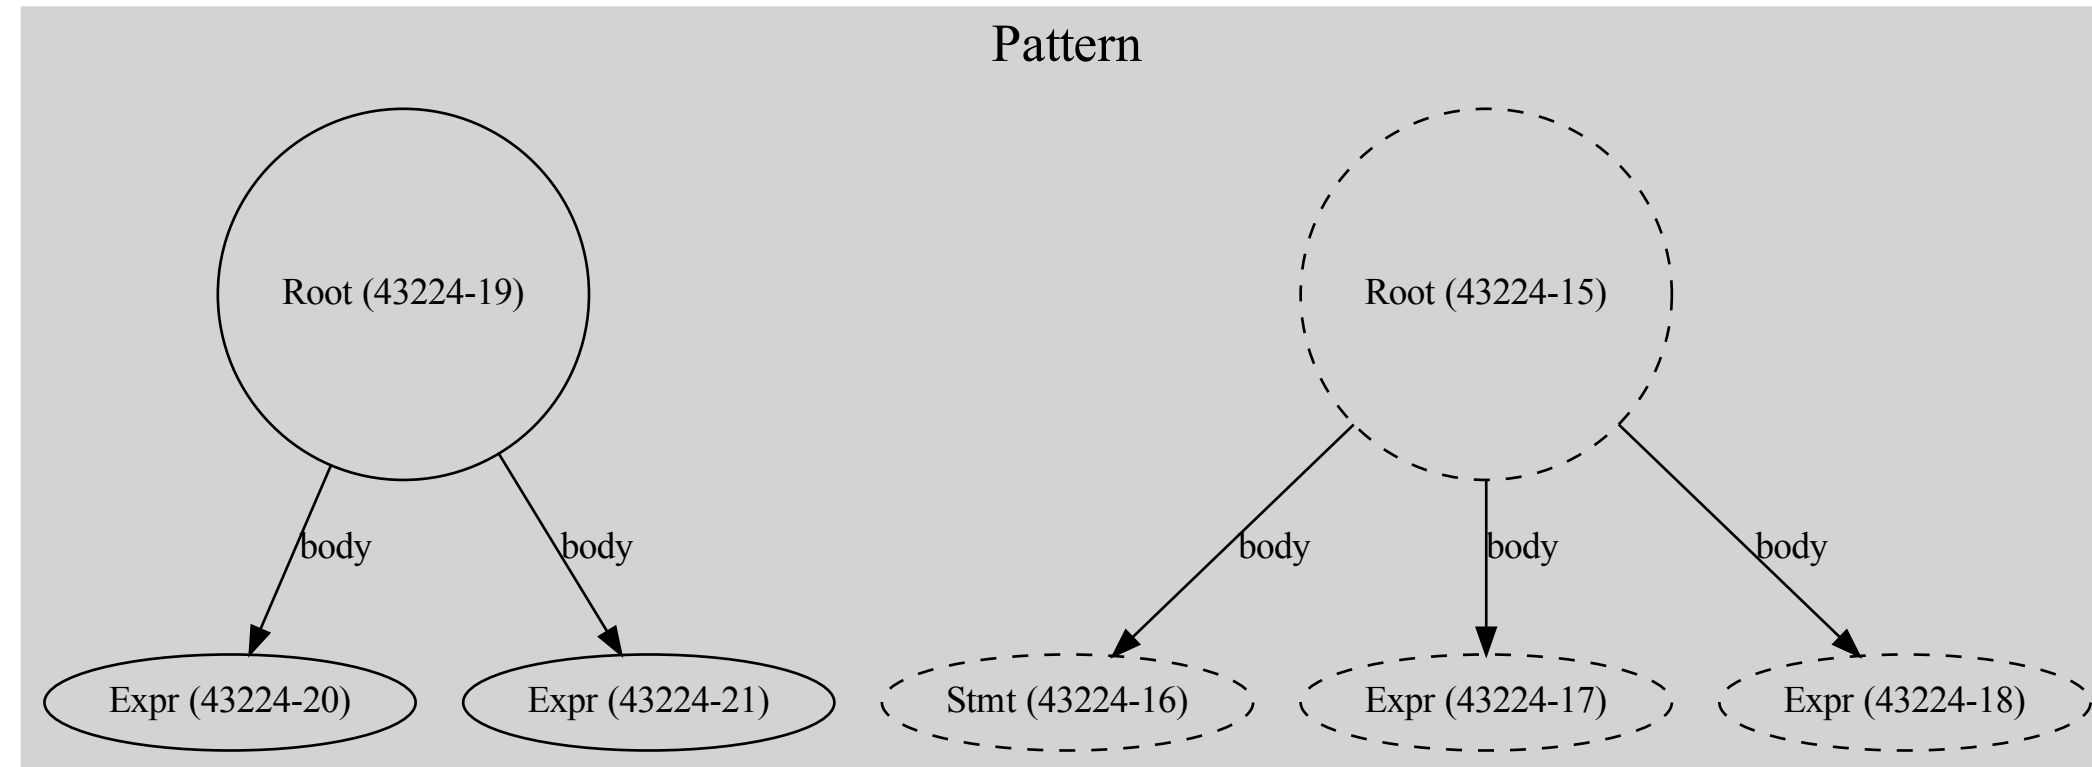 Pattern
Root (43224-19)
Root (43224-15)
body
body
body
body
body
Expr (43224-20)
Expr (43224-21)
Stmt (43224-16)
Expr (43224-17)
Expr (43224-18)